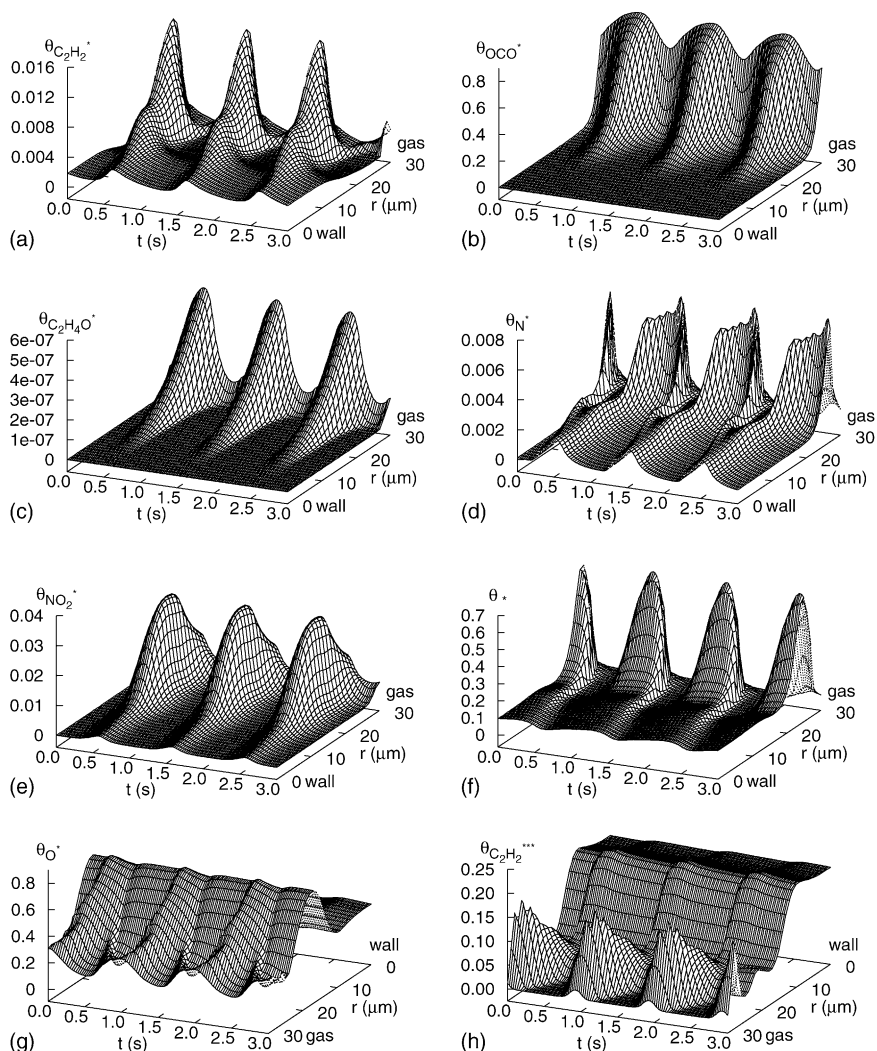 θC2H2*
0.016
0.012
0.008
0.004
0
0.0
0.5
1.0
1.5
2.0
2.5
3.0
t (s)
0 wall
10
20
30
r (μm)
gas
(a)
θOCO*
0.8
0.6
0.4
0.2
0
0.0
0.5
1.0
1.5
2.0
2.5
3.0
t (s)
0 wall
10
20
30
r (μm)
gas
(b)
θC2H4O*
6e-07
5e-07
4e-07
3e-07
2e-07
1e-07
0
0.0
0.5
1.0
1.5
2.0
2.5
3.0
t (s)
0 wall
10
20
30
r (μm)
gas
(c)
θN*
0.008
0.006
0.004
0.002
0
0.0
0.5
1.0
1.5
2.0
2.5
3.0
t (s)
0 wall
10
20
30
r (μm)
gas
(d)
θNO2*
0.04
0.03
0.02
0.01
0
0.0
0.5
1.0
1.5
2.0
2.5
3.0
t (s)
0 wall
10
20
30
r (μm)
gas
(e)
θ*
0.7
0.6
0.5
0.4
0.3
0.2
0.1
0
0.0
0.5
1.0
1.5
2.0
2.5
3.0
t (s)
0 wall
10
20
30
r (μm)
gas
(f)
θO*
0.8
0.6
0.4
0.2
0
0.0
0.5
1.0
1.5
2.0
2.5
3.0
t (s)
30 gas
20
10
0
r (μm)
wall
(g)
θC2H2***
0.25
0.20
0.15
0.10
0.05
0.00
0.0
0.5
1.0
1.5
2.0
2.5
3.0
t (s)
30 gas
20
10
0
r (μm)
wall
(h)